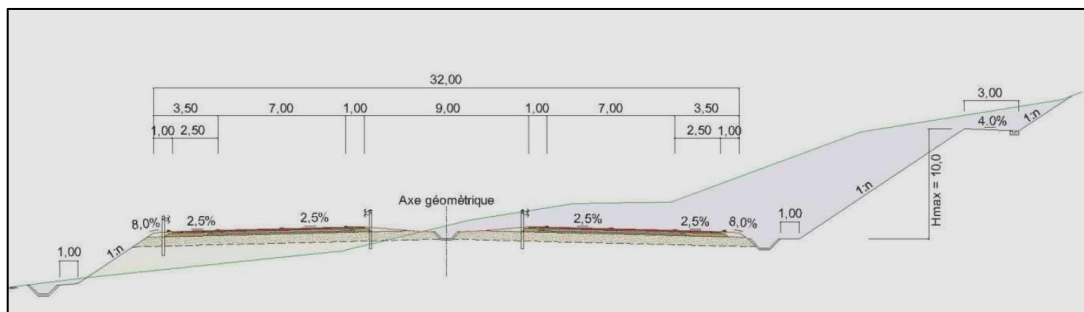 32,00
3,50 7,00 1,00 9,00 1,00 7,00 3,50
1,00 2,50 2,50 1,00
3,00
4.0%
1:n
Hmax = 10,0
1:n
Axe géométrique
8,0% 2,5% 2,5% 2,5% 2,5% 8,0%
1,00
1:n
1,00